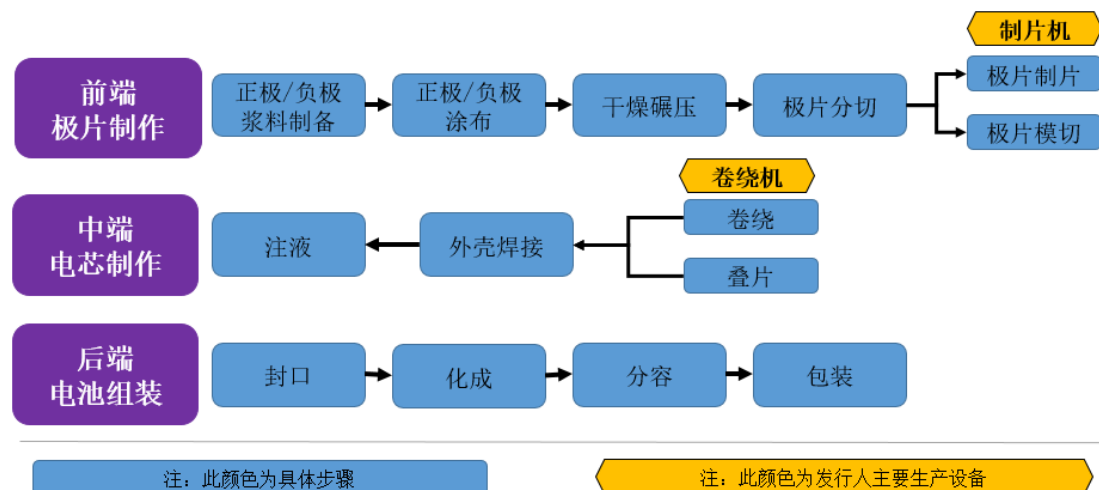 制片机
前端
极片制作
正极/负极
浆料制备
正极/负极
涂布
干燥碾压
极片分切
极片制片
极片模切
卷绕机
中端
电芯制作
注液
外壳焊接
卷绕
叠片
后端
电池组装
封口
化成
分容
包装
注：此颜色为具体步骤
注：此颜色为发行人主要生产设备